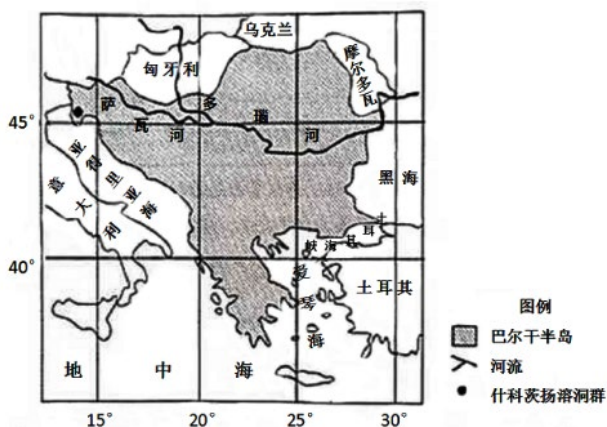 乌克兰
匈牙利
摩尔多瓦
萨瓦河
多瑙河
45°
亚得里亚海
意大利
黑海
土耳其海峡
40°
爱琴海
土耳其
地中海
15°
20°
25°
30°
图例
巴尔干半岛
河流
什科茨扬溶洞群